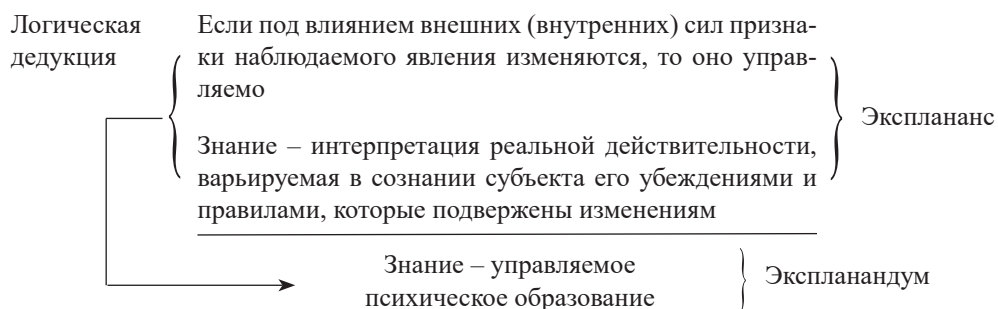 Логическая
дедукция
Если под влиянием внешних (внутренних) сил призна-
ки наблюдаемого явления изменяются, то оно управ-
ляемо
Знание – интерпретация реальной действительности,
варьируемая в сознании субъекта его убеждениями и
правилами, которые подвержены изменениям
Эксплананс
Знание – управляемое
психическое образование
Экспланандум